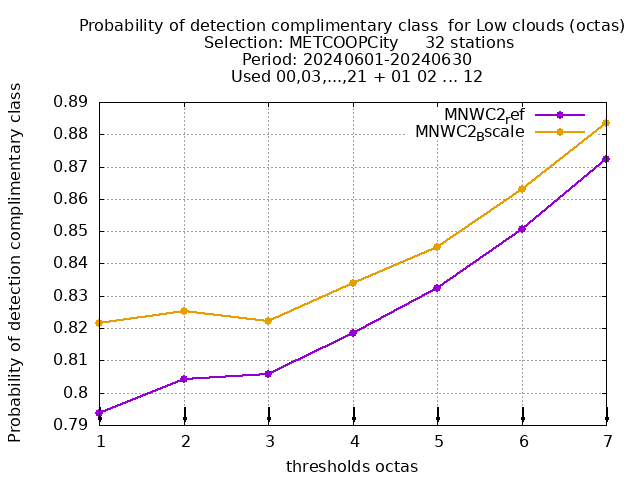 Probability of detection complimentary class  for Low clouds (octas)
Selection: METCOOPCity     32 stations
Period: 20240601-20240630
Used 00,03,...,21 + 01 02 ... 12
MNWC2ref
MNWC2Bscale
Probability of detection complimentary class
0.89
0.88
0.87
0.86
0.85
0.84
0.83
0.82
0.81
0.8
0.79
1 2 3 4 5 6 7
thresholds octas